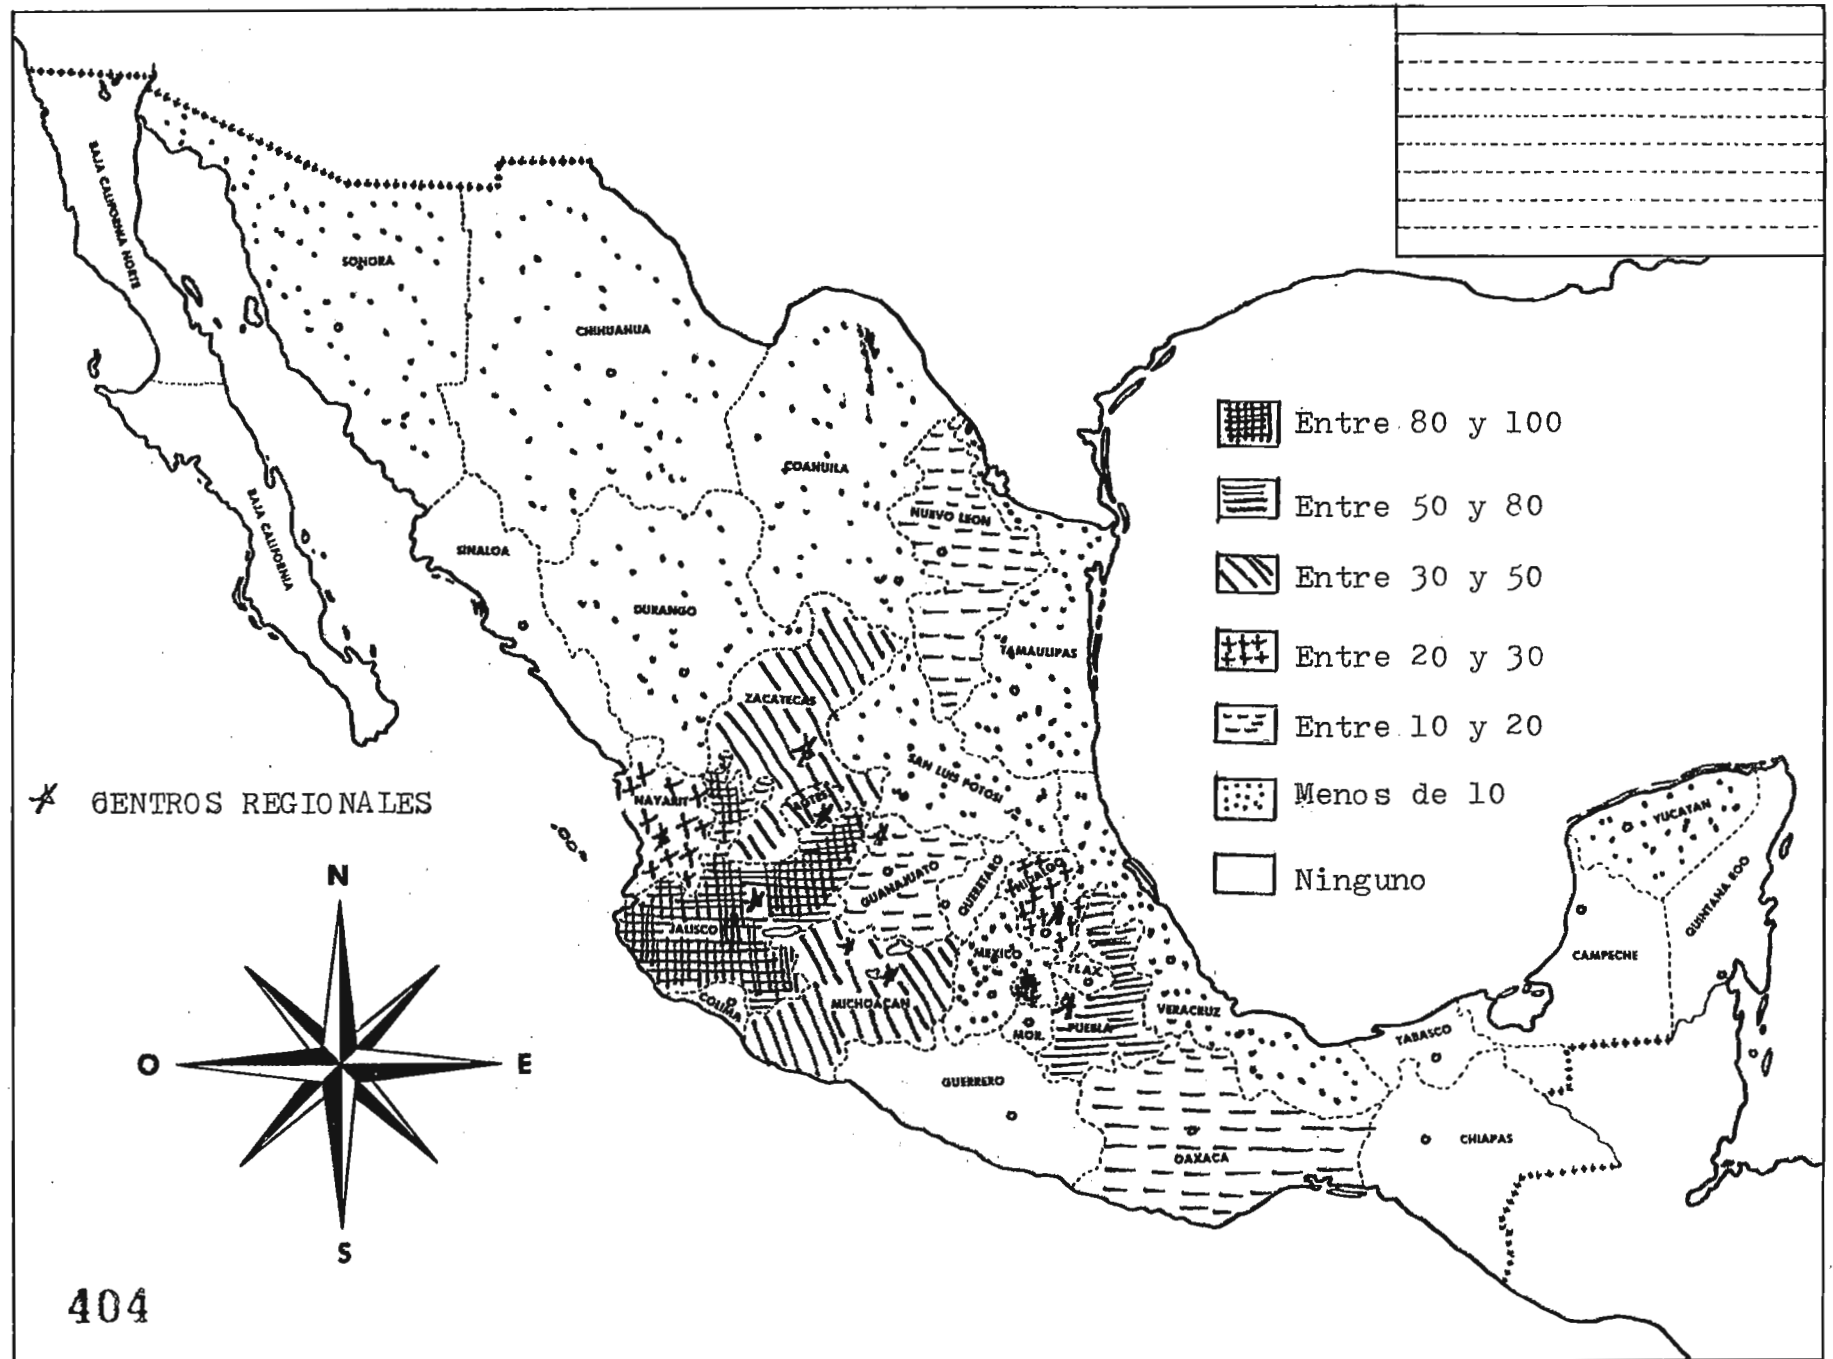 BAJA CALIFORNIA NORTE
SONORA
CHIHUAHUA
COAHUILA
NUEVO LEON
BAJA CALIFORNIA
SINALOA
DURANGO
TAMAULIPAS
ZACATECAS
SAN LUIS POTOSI
NAYARIT
GUANAJUATO
QUERETARO
HIDALGO
JALISCO
MEXICO
TLAX.
COLIMA
MICHOACAN
MOR.
PUEBLA
VERACRUZ
GUERRERO
OAXACA
TABASCO
CHIAPAS
CAMPECHE
YUCATAN
QUINTANA ROO
Entre 80 y 100
Entre 50 y 80
Entre 30 y 50
Entre 20 y 30
Entre 10 y 20
Menos de 10
Ninguno
CENTROS REGIONALES
N
O
E
S
404